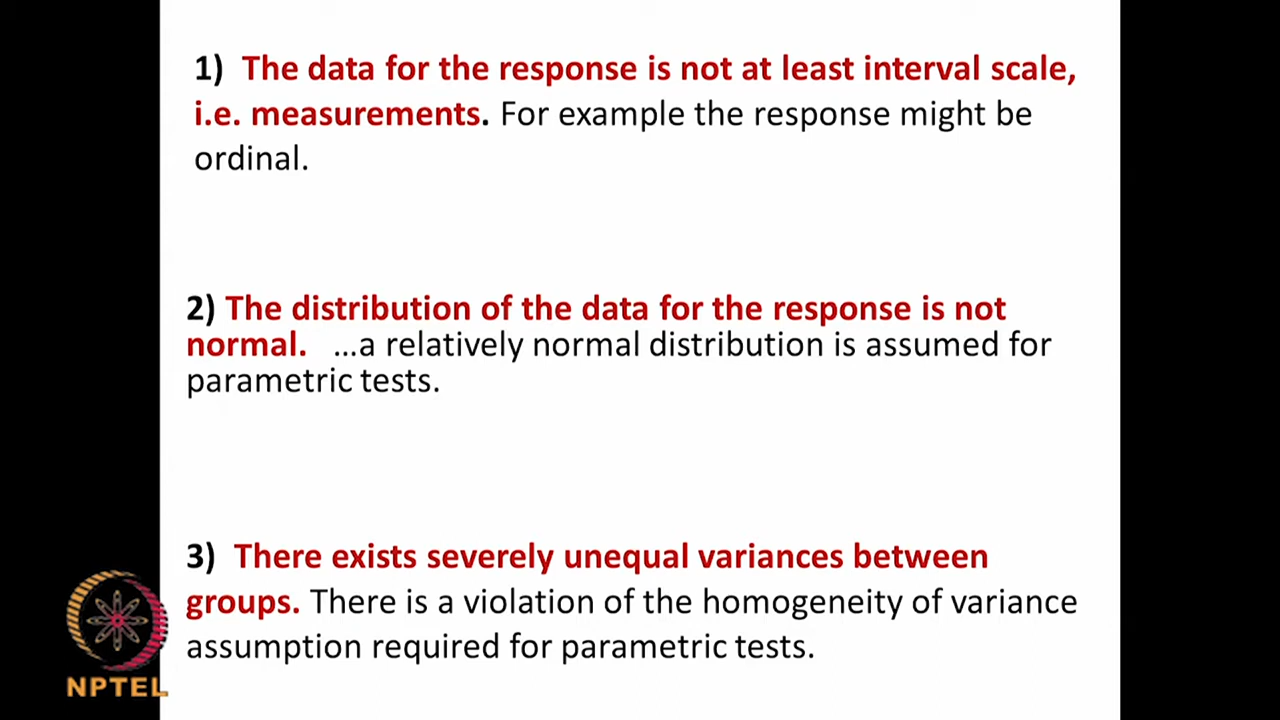 1) The data for the response is not at least interval scale,
i.e. measurements. For example the response might be
ordinal.
2) The distribution of the data for the response is not
normal. …a relatively normal distribution is assumed for
parametric tests.
3) There exists severely unequal variances between
groups. There is a violation of the homogeneity of variance
assumption required for parametric tests.
NPTEL